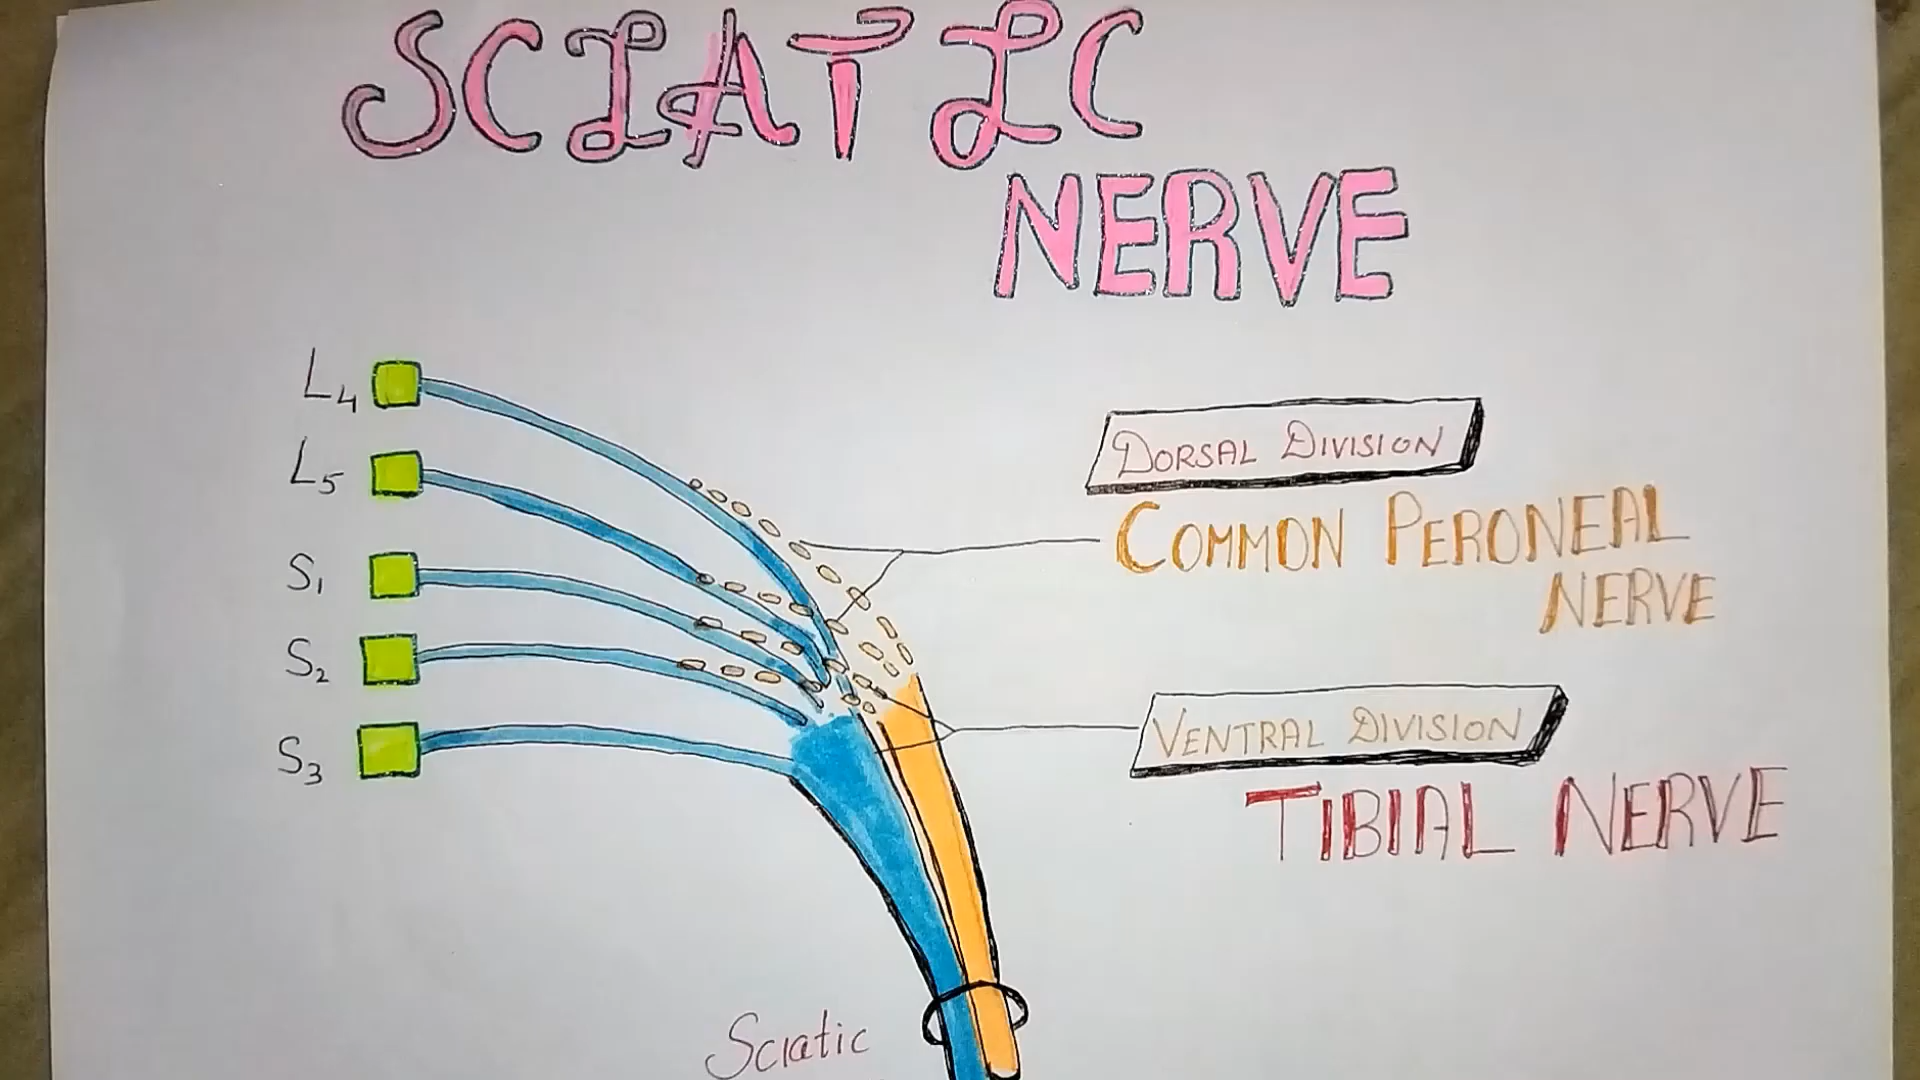 SCIATIC
NERVE
L4
L5
S1
S2
S3
DORSAL DIVISION
COMMON PERONEAL
NERVE
VENTRAL DIVISION
TIBIAL NERVE
Sciatic